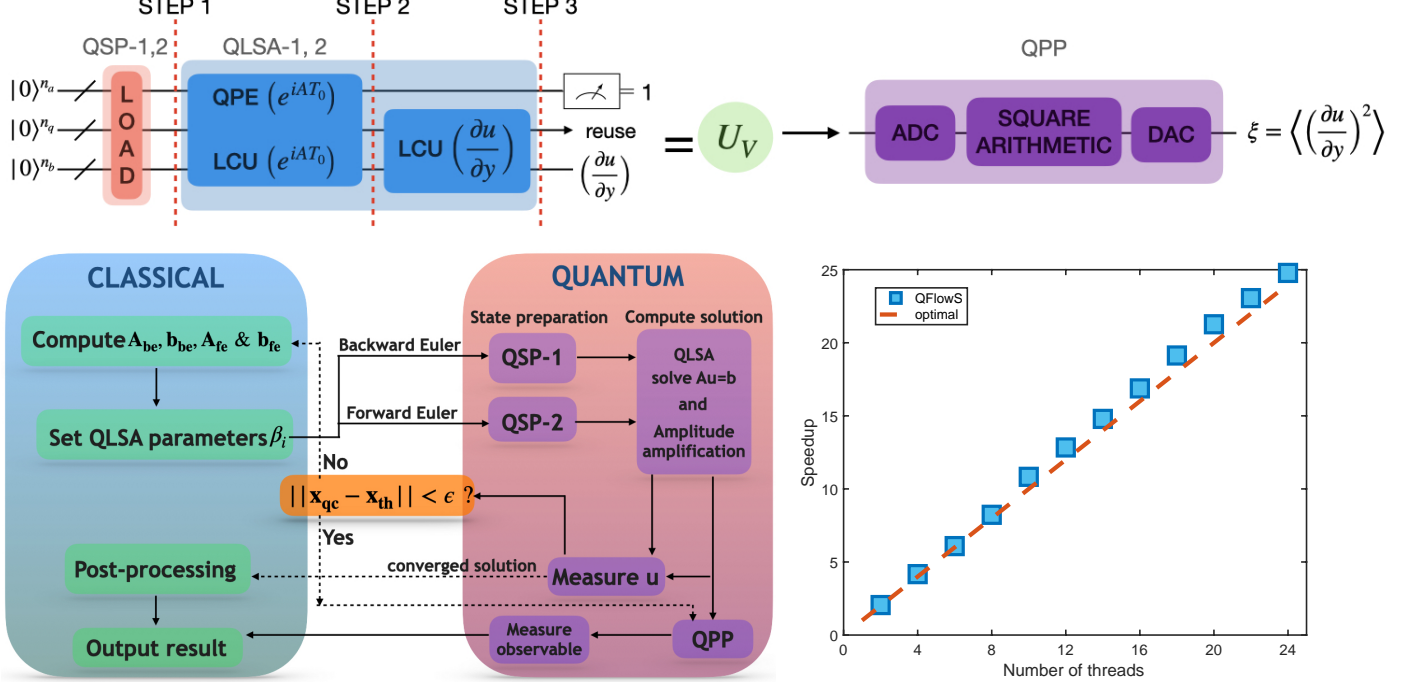 STEP 1
STEP 2
STEP 3
QSP-1,2
QLSA-1, 2
QPP
|0⟩^{n_a}
|0⟩^{n_q}
|0⟩^{n_b}
L
O
A
D
QPE (e^{iAT_0})
LCU (e^{iAT_0})
LCU (∂u/∂y)
= 1
reuse
(∂u/∂y)
= U_V
ADC
SQUARE
ARITHMETIC
DAC
ξ = ⟨(∂u/∂y)^2⟩
CLASSICAL
Compute A_be, b_be, A_fe & b_fe
Set QLSA parameters β_i
Post-processing
Output result
Backward Euler
Forward Euler
No
||x_qc − x_th|| < ϵ ?
Yes
converged solution
QUANTUM
State preparation
Compute solution
QSP-1
QSP-2
QLSA
solve Au=b
and
Amplitude
amplification
Measure u
Measure
observable
QPP
QFlowS
optimal
Speedup
25
20
15
10
5
0
0 4 8 12 16 20 24
Number of threads